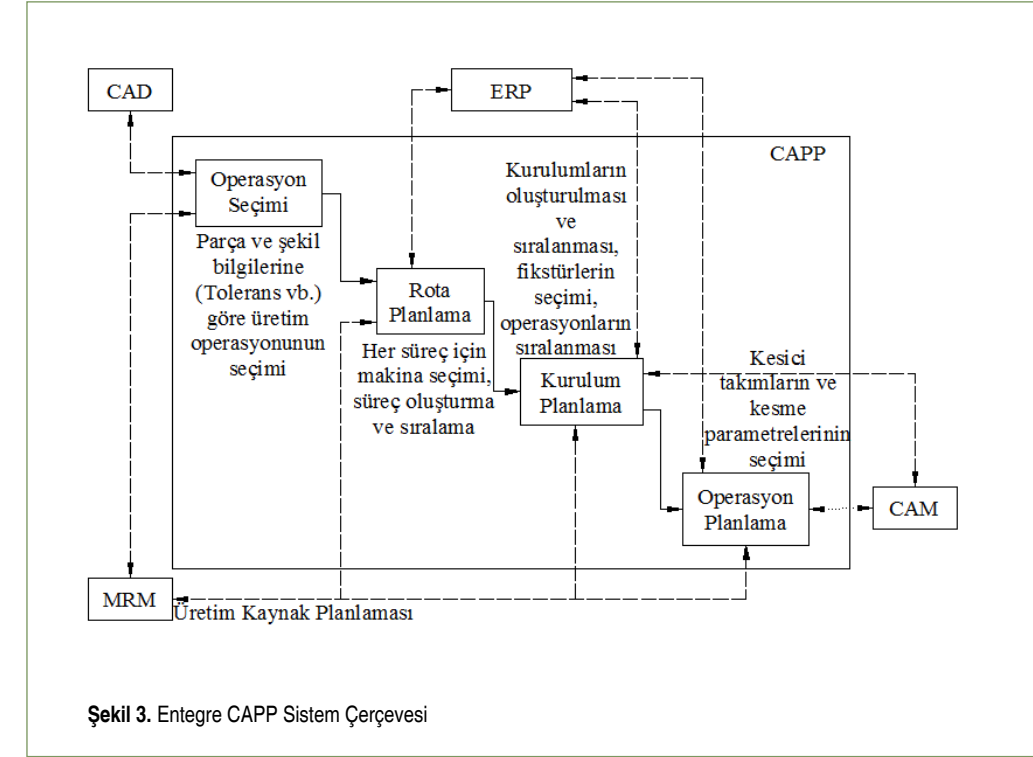 CAD
ERP
CAPP
Operasyon
Seçimi
Parça ve şekil
bilgilerine
(Tolerans vb.)
göre üretim
operasyonunun
seçimi
Rota
Planlama
Her süreç için
makina seçimi,
süreç oluşturma
ve sıralama
Kurulumların
oluşturulması
ve
sıralanması,
fikstürlerin
seçimi,
operasyonların
sıralanması
Kurulum
Planlama
Kesici
takımların ve
kesme
parametrelerinin
seçimi
Operasyon
Planlama
CAM
MRM
Üretim Kaynak Planlaması
Şekil 3. Entegre CAPP Sistem Çerçevesi